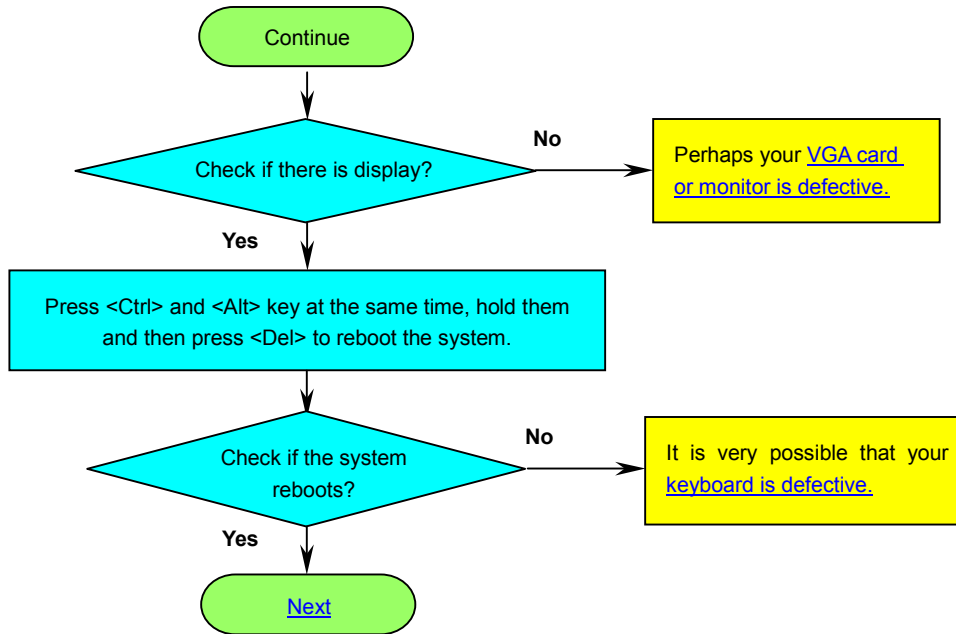 Continue
Check if there is display?
No
Perhaps your VGA card
or monitor is defective.
Yes
Press <Ctrl> and <Alt> key at the same time, hold them
and then press <Del> to reboot the system.
Check if the system
reboots?
No
It is very possible that your
keyboard is defective.
Yes
Next